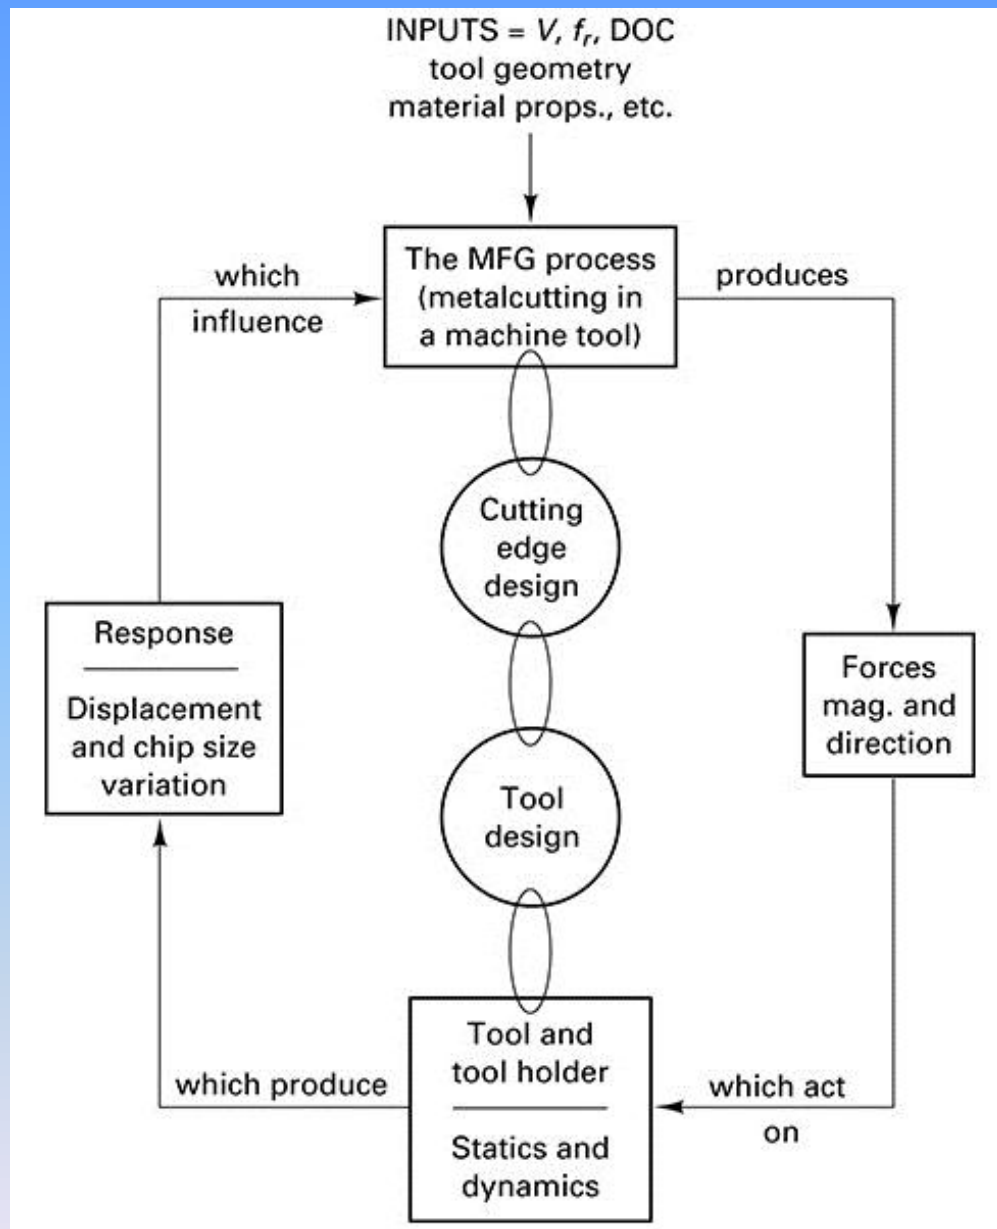 INPUTS = V, fr, DOC
tool geometry
material props., etc.
The MFG process
(metalcutting in
a machine tool)
produces
Forces
mag. and
direction
which act
on
Tool and
tool holder
Statics and
dynamics
which produce
Response
Displacement
and chip size
variation
which
influence
Cutting
edge
design
Tool
design